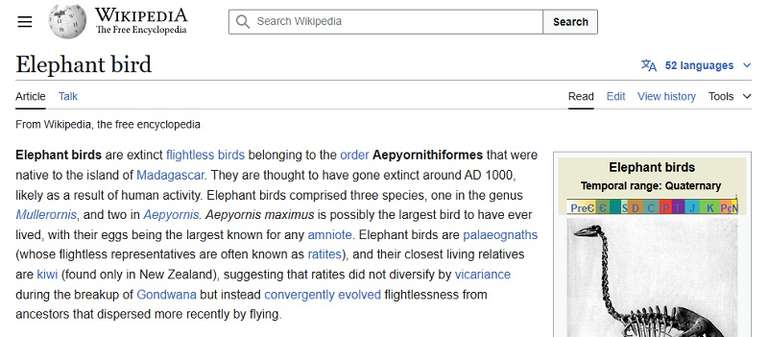 WIKIPEDIA
The Free Encyclopedia
Search Wikipedia
Search
Elephant bird
52 languages
Article Talk
Read Edit View history Tools
From Wikipedia, the free encyclopedia
Elephant birds are extinct flightless birds belonging to the order Aepyornithiformes that were
native to the island of Madagascar. They are thought to have gone extinct around AD 1000,
likely as a result of human activity. Elephant birds comprised three species, one in the genus
Mullerornis, and two in Aepyornis. Aepyornis maximus is possibly the largest bird to have ever
lived, with their eggs being the largest known for any amniote. Elephant birds are palaeognaths
(whose flightless representatives are often known as ratites), and their closest living relatives
are kiwi (found only in New Zealand), suggesting that ratites did not diversify by vicariance
during the breakup of Gondwana but instead convergently evolved flightlessness from
ancestors that dispersed more recently by flying.
Elephant birds
Temporal range: Quaternary
PreꞒ Ꞓ S D C P T J K Pg N